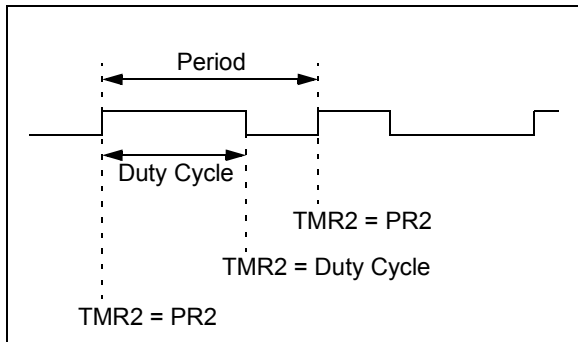 Period
Duty Cycle
TMR2 = PR2
TMR2 = Duty Cycle
TMR2 = PR2